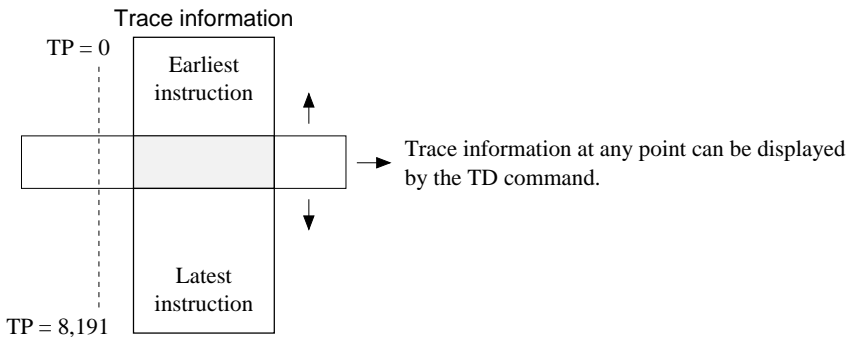 Trace information
TP = 0
Earliest
instruction
Trace information at any point can be displayed
by the TD command.
Latest
instruction
TP = 8,191